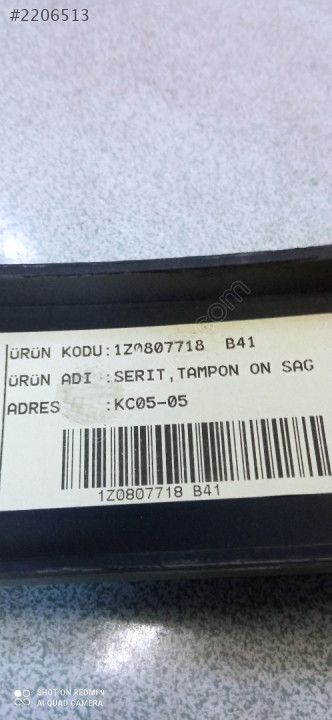 #2206513
ÜRÜN KODU:1Z0807718 B41
ÜRÜN ADI :SERIT,TAMPON ON SAG
ADRES :KC05-05
1Z0807718 B41
SHOT ON REDMI 9
AI QUAD CAMERA